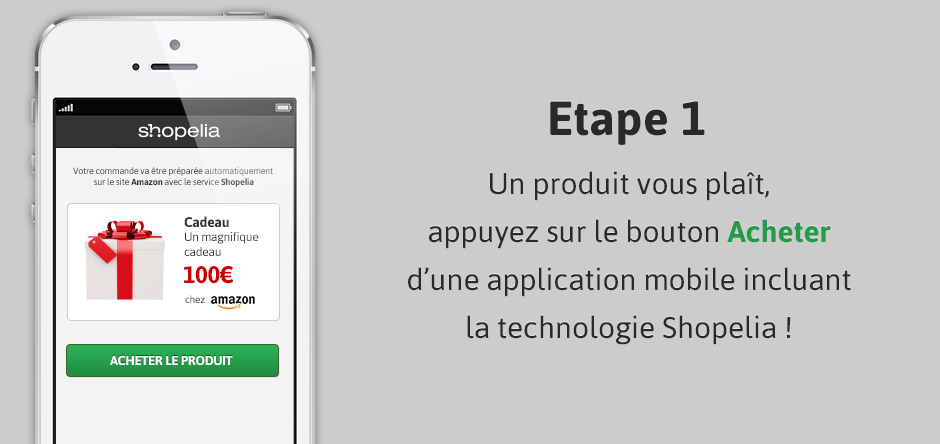 shopelia
Votre commande va être préparée automatiquement
sur le site Amazon avec le service Shopelia
Cadeau
Un magnifique
cadeau
100€
chez amazon
ACHETER LE PRODUIT
Etape 1
Un produit vous plaît,
appuyez sur le bouton Acheter
d’une application mobile incluant
la technologie Shopelia !